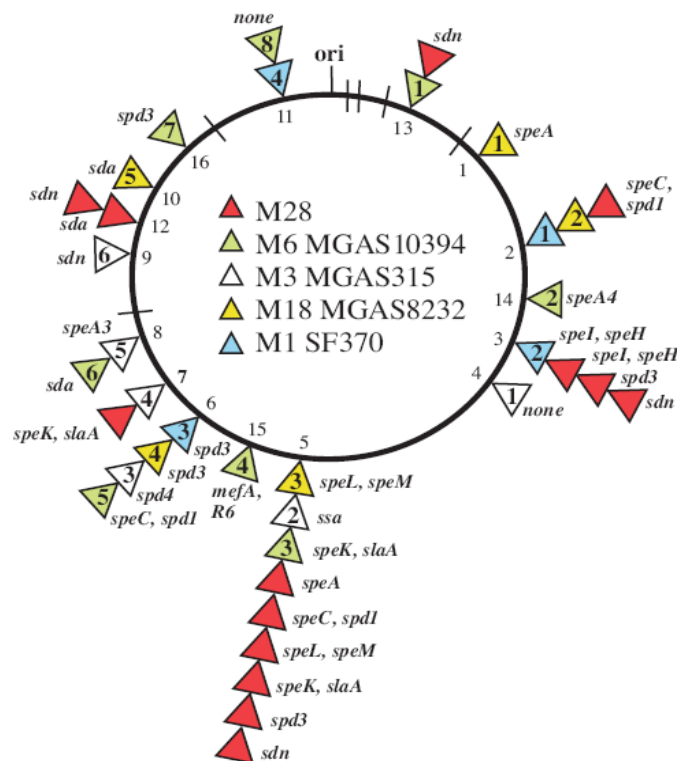 none
8
4
11
ori
sdn
1
13
1
speA
1
speC,
spdI
2
1
2
14
2
speA4
3
speI, speH
2
speI, speH
spd3
sdn
4
1
none
5
3
speL, speM
2
ssa
3
speK, slaA
speA
speC, spdI
speL, speM
speK, slaA
spd3
sdn
15
4
mefA,
R6
6
3
spd3
4
spd3
3
spd4
5
speC, spdI
7
4
speK, slaA
8
speA3
5
6
sda
9
6
sdn
12
sdn
sda
10
sda
5
16
spd3
7
M28
M6 MGAS10394
M3 MGAS315
M18 MGAS8232
M1 SF370